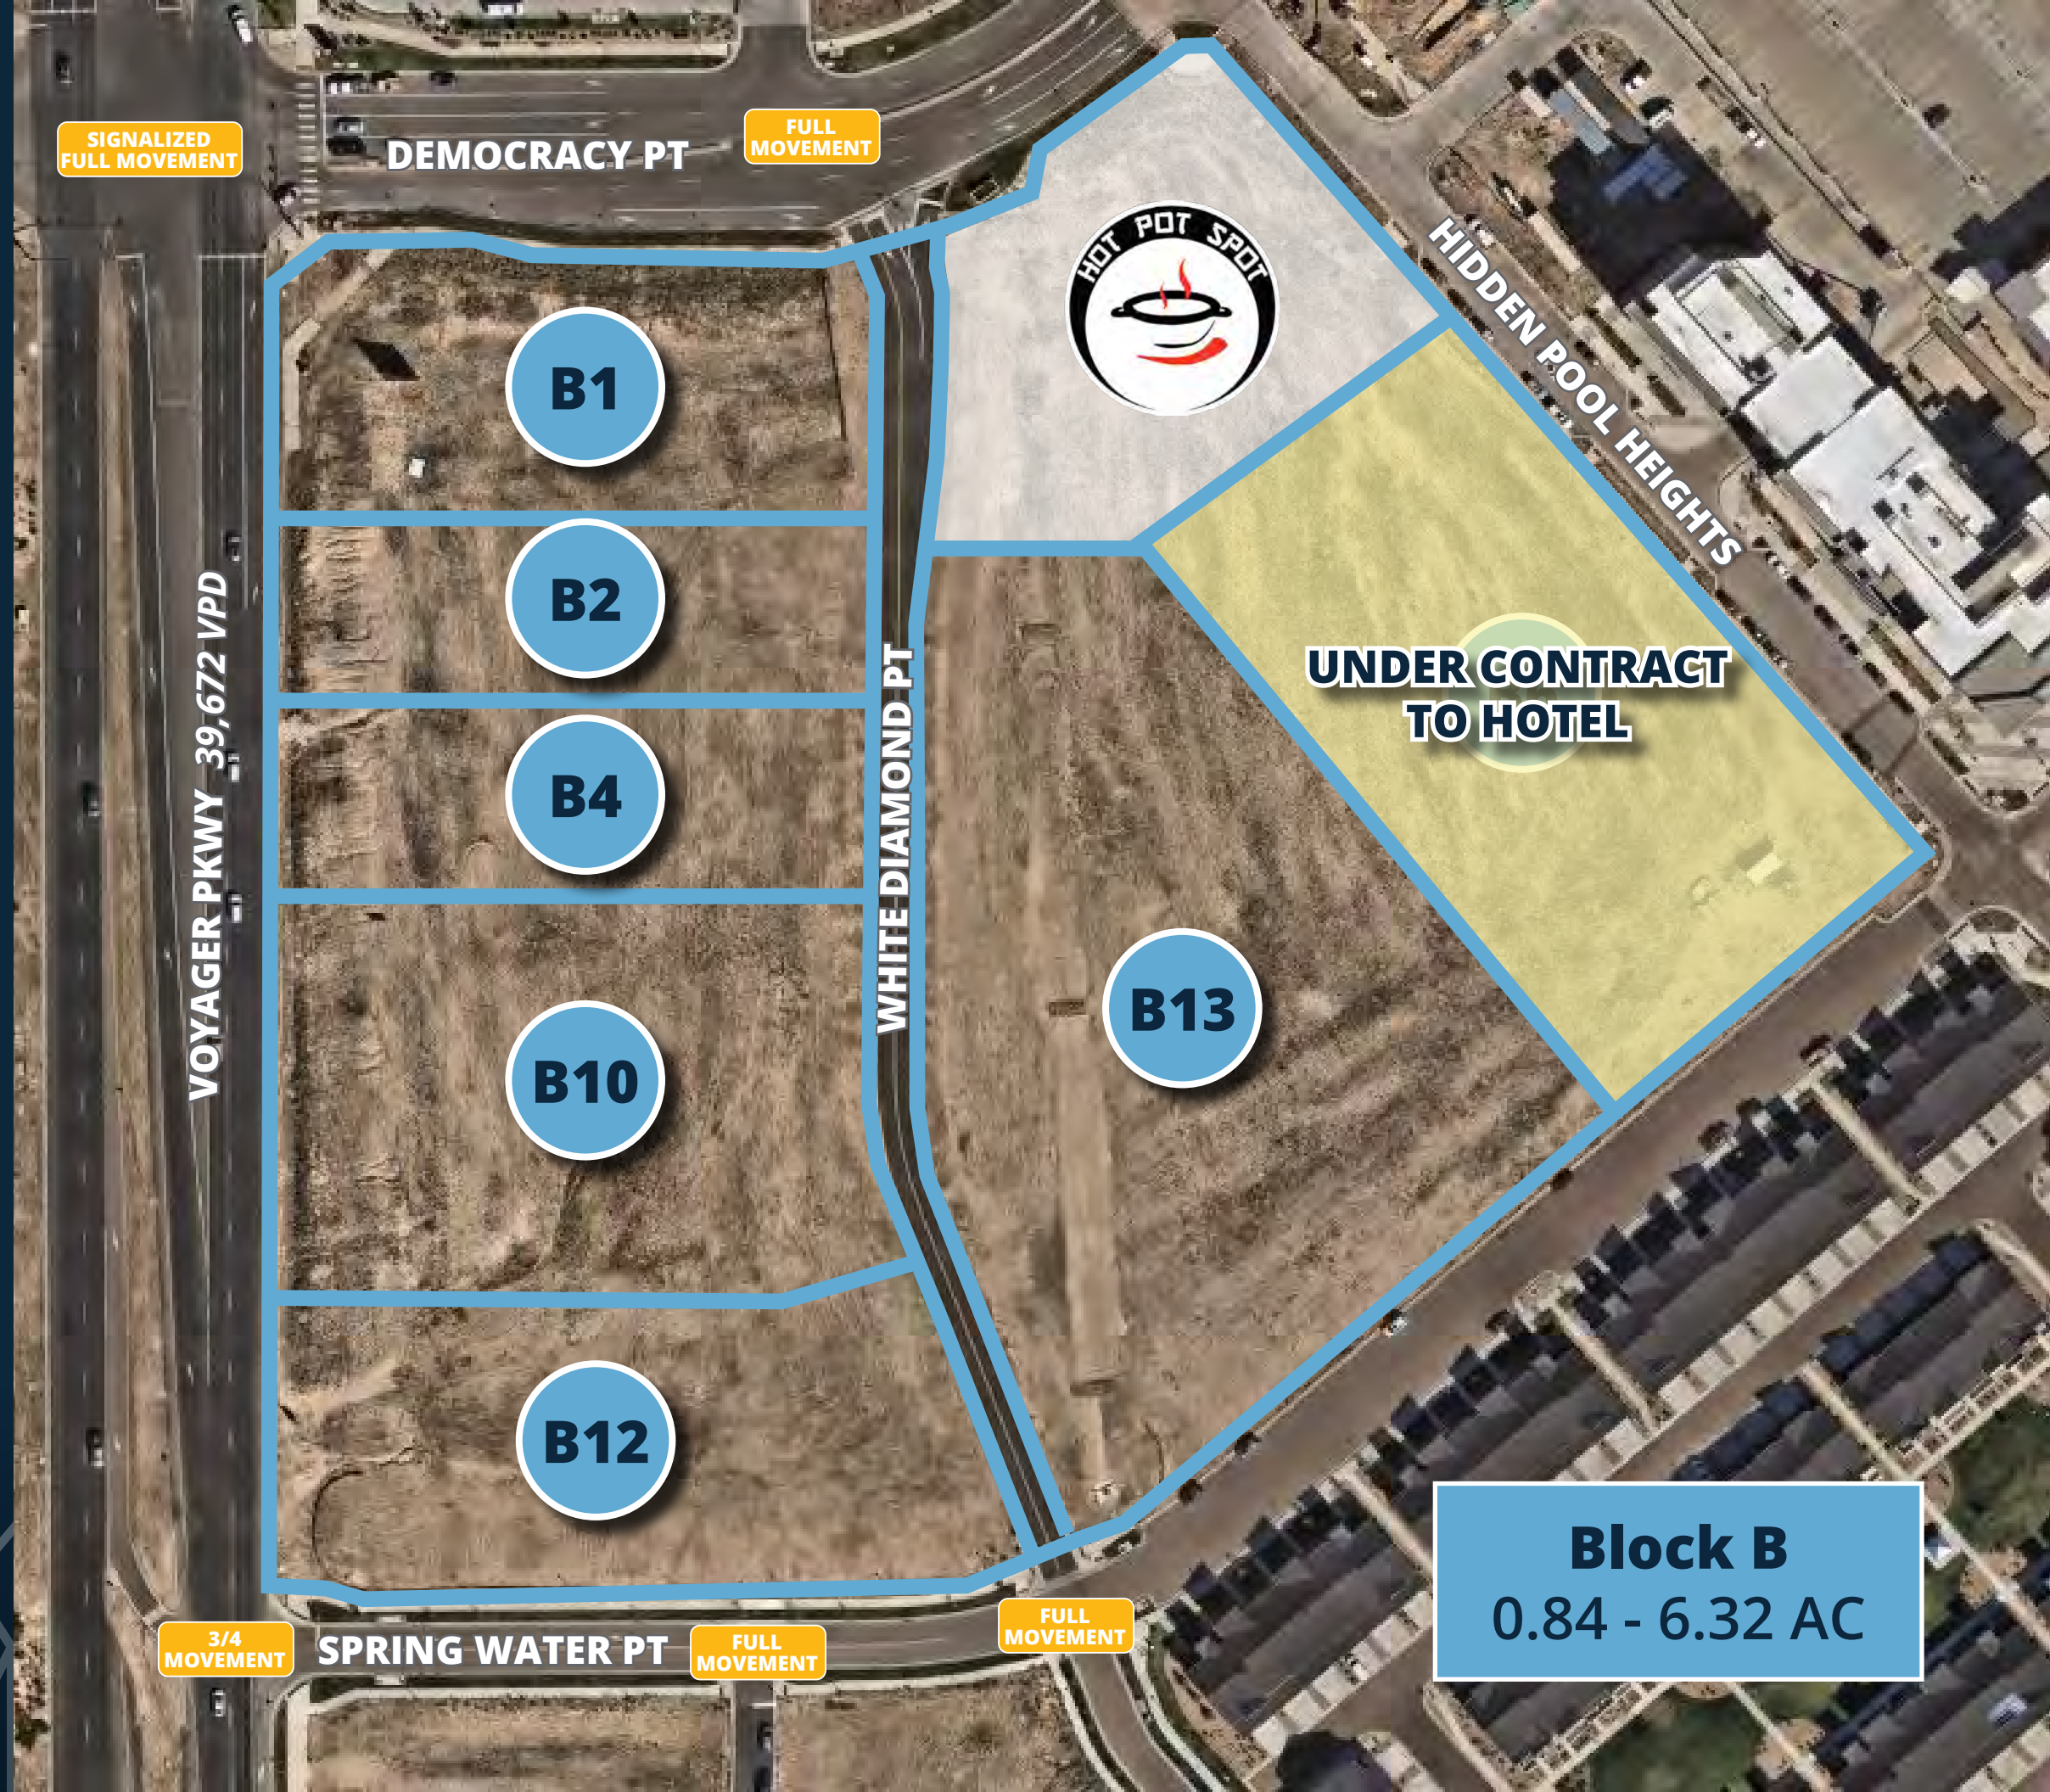 SIGNALIZED
FULL MOVEMENT
DEMOCRACY PT
FULL
MOVEMENT
HOT POT SPOT
HIDDEN POOL HEIGHTS
B1
B2
B4
B10
B12
B13
VOYAGER PKWY 39,672 VPD
WHITE DIAMOND PT
UNDER CONTRACT
TO HOTEL
3/4
MOVEMENT
SPRING WATER PT
FULL
MOVEMENT
FULL
MOVEMENT
Block B
0.84 - 6.32 AC